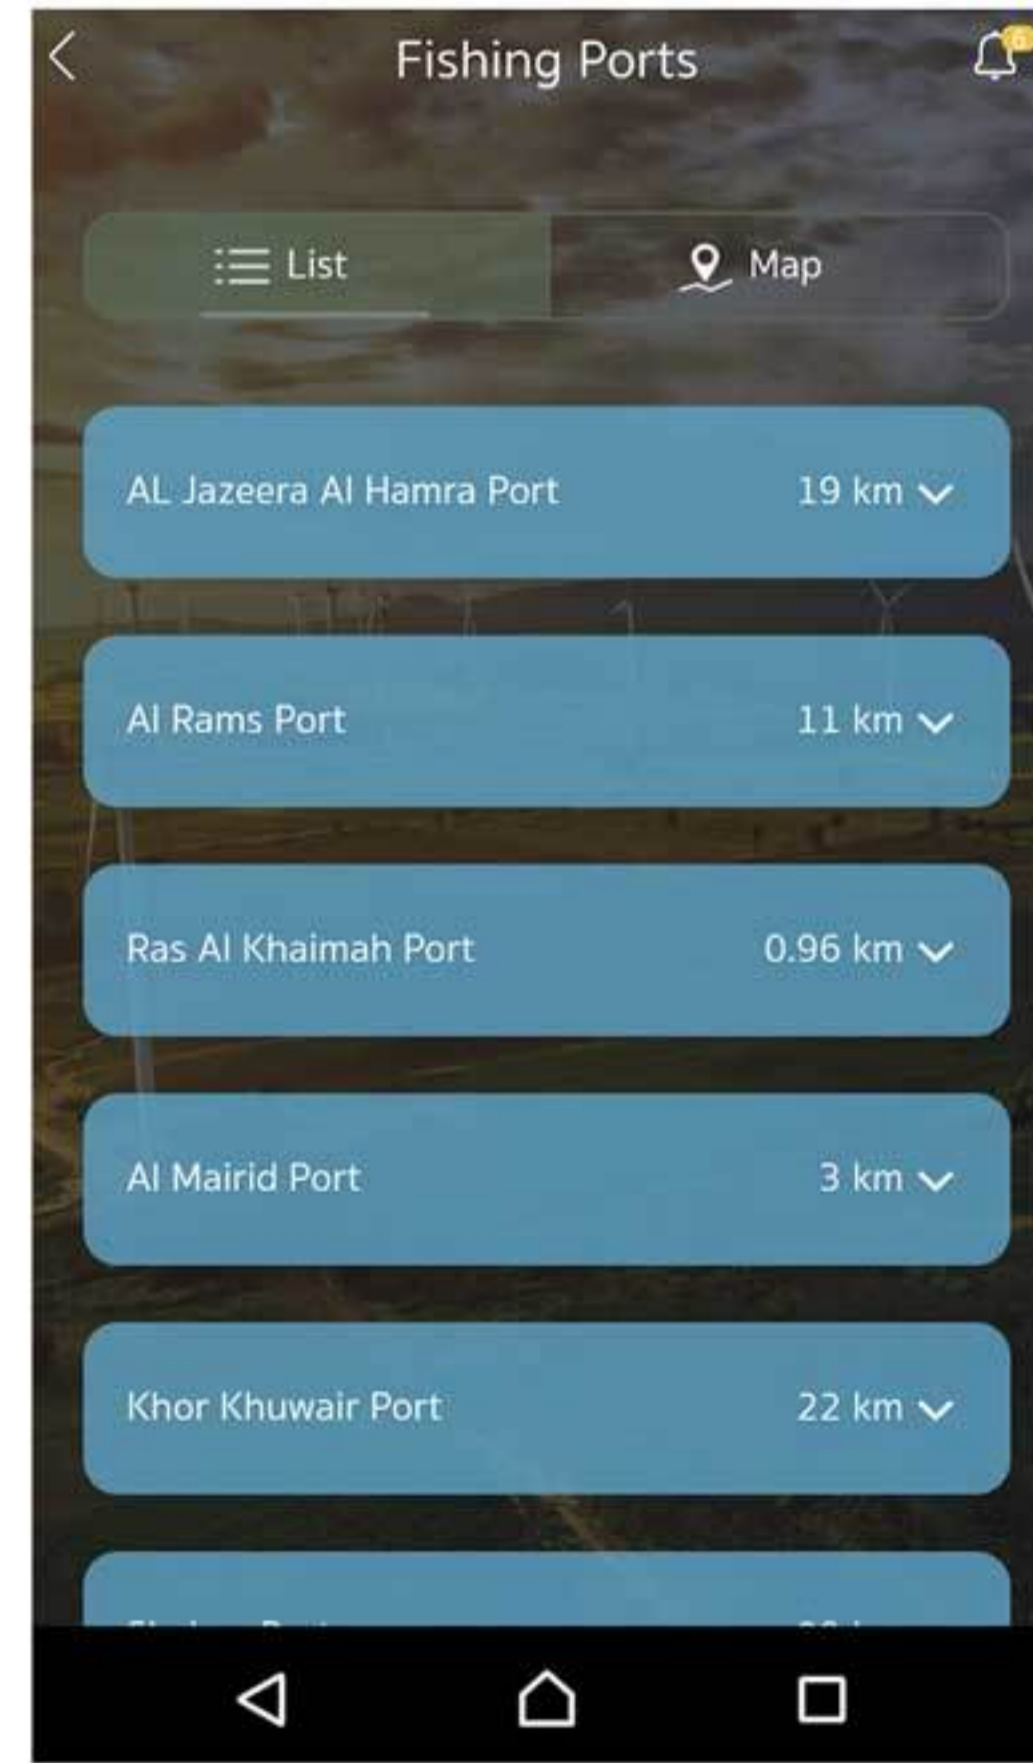 Fishing Ports
6
List
Map
AL Jazeera Al Hamra Port 19 km
Al Rams Port 11 km
Ras Al Khaimah Port 0.96 km
Al Mairid Port 3 km
Khor Khuwair Port 22 km